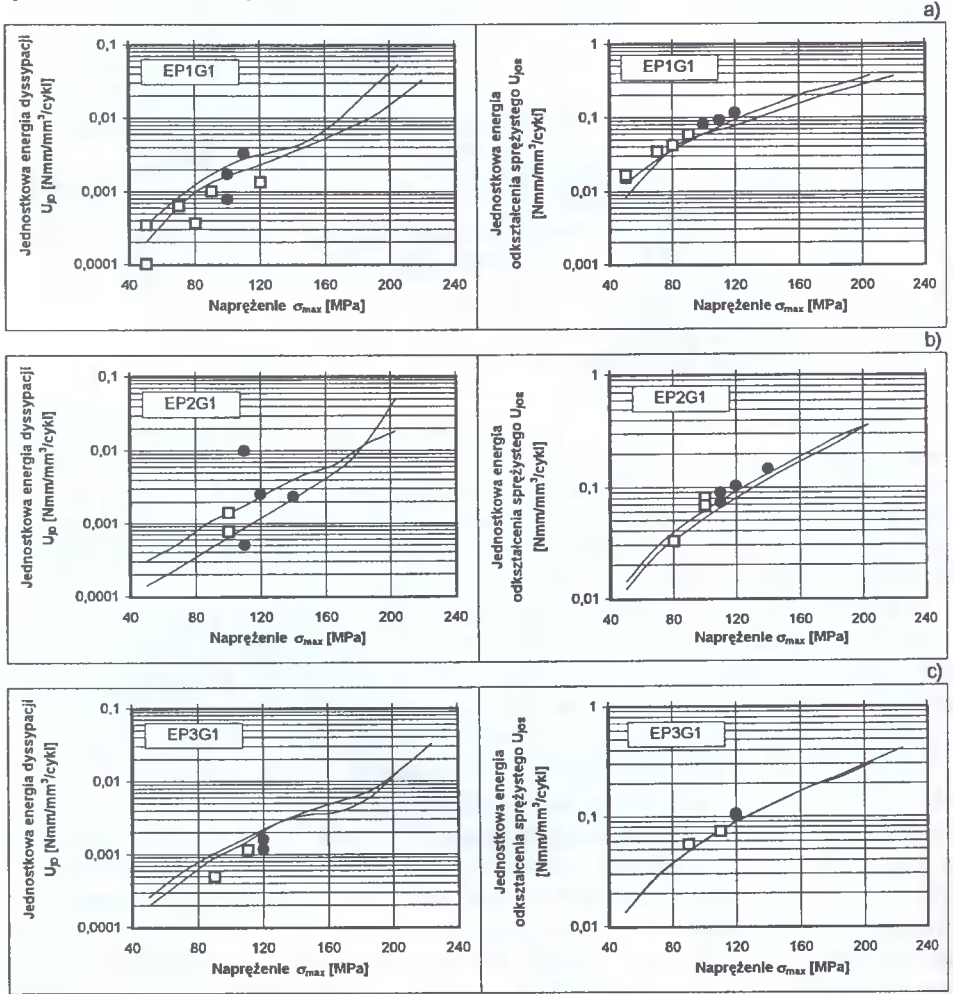 a)
Jednostkowa energia dyssypacji
U_jD [Nmm/mm³/cykl]
0,1
0,01
0,001
0,0001
EP1G1
40 80 120 160 200 240
Naprężenie σmax [MPa]
Jednostkowa energia
odkształcenia sprężystego Ujos
[Nmm/mm³/cykl]
1
0,1
0,01
0,001
EP1G1
40 80 120 160 200 240
Naprężenie σmax [MPa]
b)
Jednostkowa energia dyssypacji
U_jD [Nmm/mm³/cykl]
0,1
0,01
0,001
0,0001
EP2G1
40 80 120 160 200 240
Naprężenie σmax [MPa]
Jednostkowa energia
odkształcenia sprężystego Ujos
[Nmm/mm³/cykl]
1
0,1
0,01
EP2G1
40 80 120 160 200 240
Naprężenie σmax [MPa]
c)
Jednostkowa energia dyssypacji
U_jD [Nmm/mm³/cykl]
0,1
0,01
0,001
0,0001
EP3G1
40 80 120 160 200 240
Naprężenie σmax [MPa]
Jednostkowa energia
odkształcenia sprężystego Ujos
[Nmm/mm³/cykl]
1
0,1
0,01
EP3G1
40 80 120 160 200 240
Naprężenie σmax [MPa]